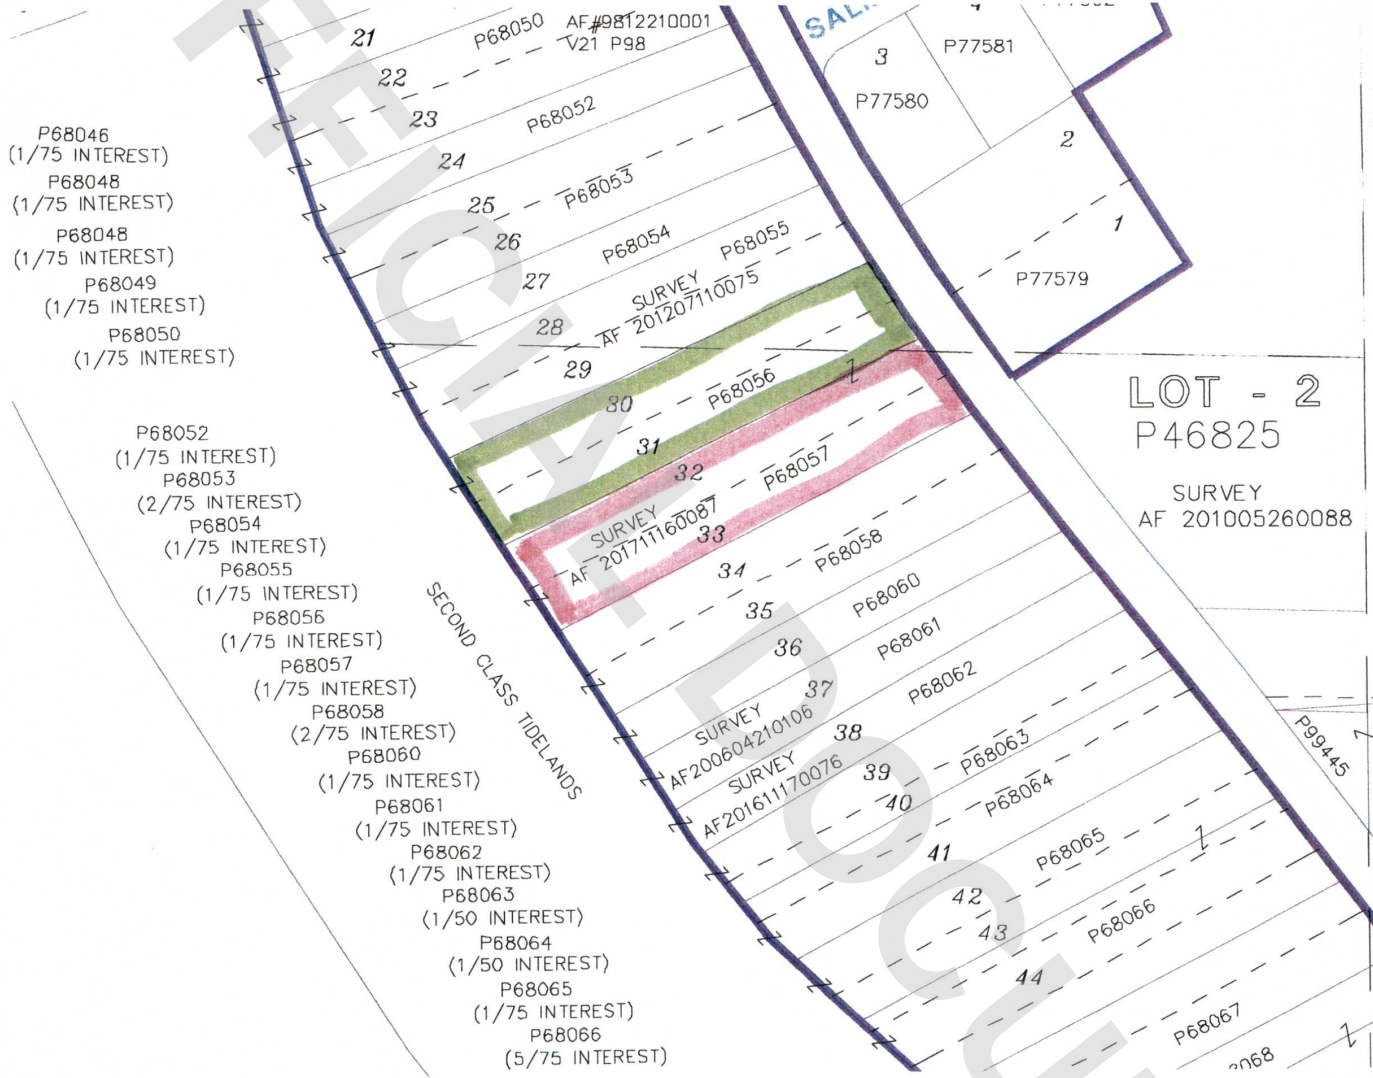 21
22
23
24
25
26
27
28
29
30
31
32
33
34
35
36
37
38
39
40
41
42
43
44
P68050
AF#9812210001
V21 P98
P68052
P68053
P68054
P68055
SURVEY
AF 201207110075
P68056
P68057
SURVEY
AF 201711160087
P68058
P68060
P68061
P68062
SURVEY
AF200604210106
SURVEY
AF201611170076
P68063
P68064
P68065
P68066
P68067
3
P77580
P77581
2
1
P77579
LOT - 2
P46825
SURVEY
AF 201005260088
P99445
P68046
(1/75 INTEREST)
P68048
(1/75 INTEREST)
P68048
(1/75 INTEREST)
P68049
(1/75 INTEREST)
P68050
(1/75 INTEREST)
P68052
(1/75 INTEREST)
P68053
(2/75 INTEREST)
P68054
(1/75 INTEREST)
P68055
(1/75 INTEREST)
P68056
(1/75 INTEREST)
P68057
(1/75 INTEREST)
P68058
(2/75 INTEREST)
P68060
(1/75 INTEREST)
P68061
(1/75 INTEREST)
P68062
(1/75 INTEREST)
P68063
(1/50 INTEREST)
P68064
(1/50 INTEREST)
P68065
(1/75 INTEREST)
P68066
(5/75 INTEREST)
SECOND CLASS TIDELANDS
FFICIAL DOCU